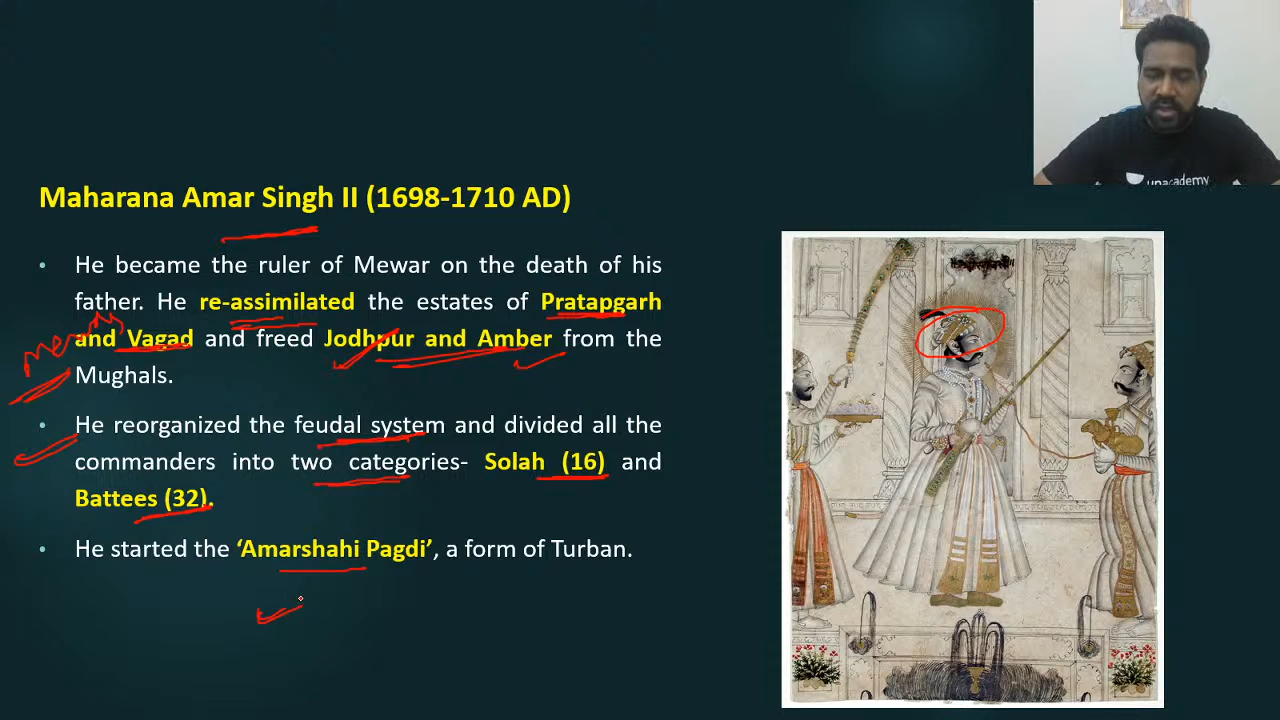 Maharana Amar Singh II (1698-1710 AD)
• He became the ruler of Mewar on the death of his
father. He re-assimilated the estates of Pratapgarh
and Vagad and freed Jodhpur and Amber from the
Mughals.
• He reorganized the feudal system and divided all the
commanders into two categories- Solah (16) and
Battees (32).
• He started the ‘Amarshahi Pagdi’, a form of Turban.
unacademy